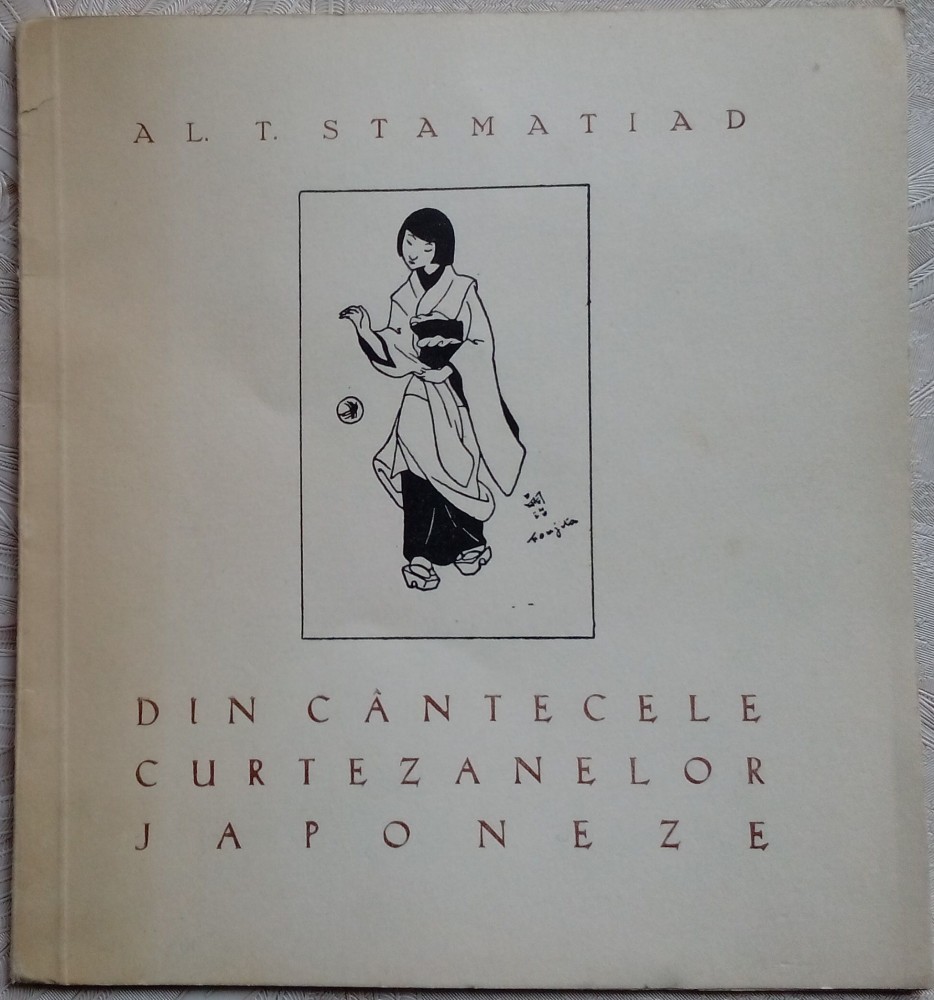 AL. T. STAMATIAD
DIN CÂNTECELE
CURTEZANELOR
JAPONEZE